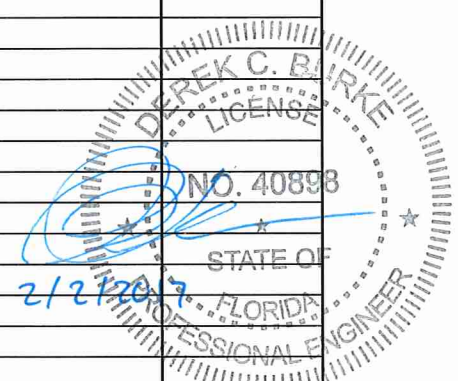 DEREK C. BURKE
LICENSE
NO. 40898
STATE OF
FLORIDA
PROFESSIONAL ENGINEER
2/2/2017